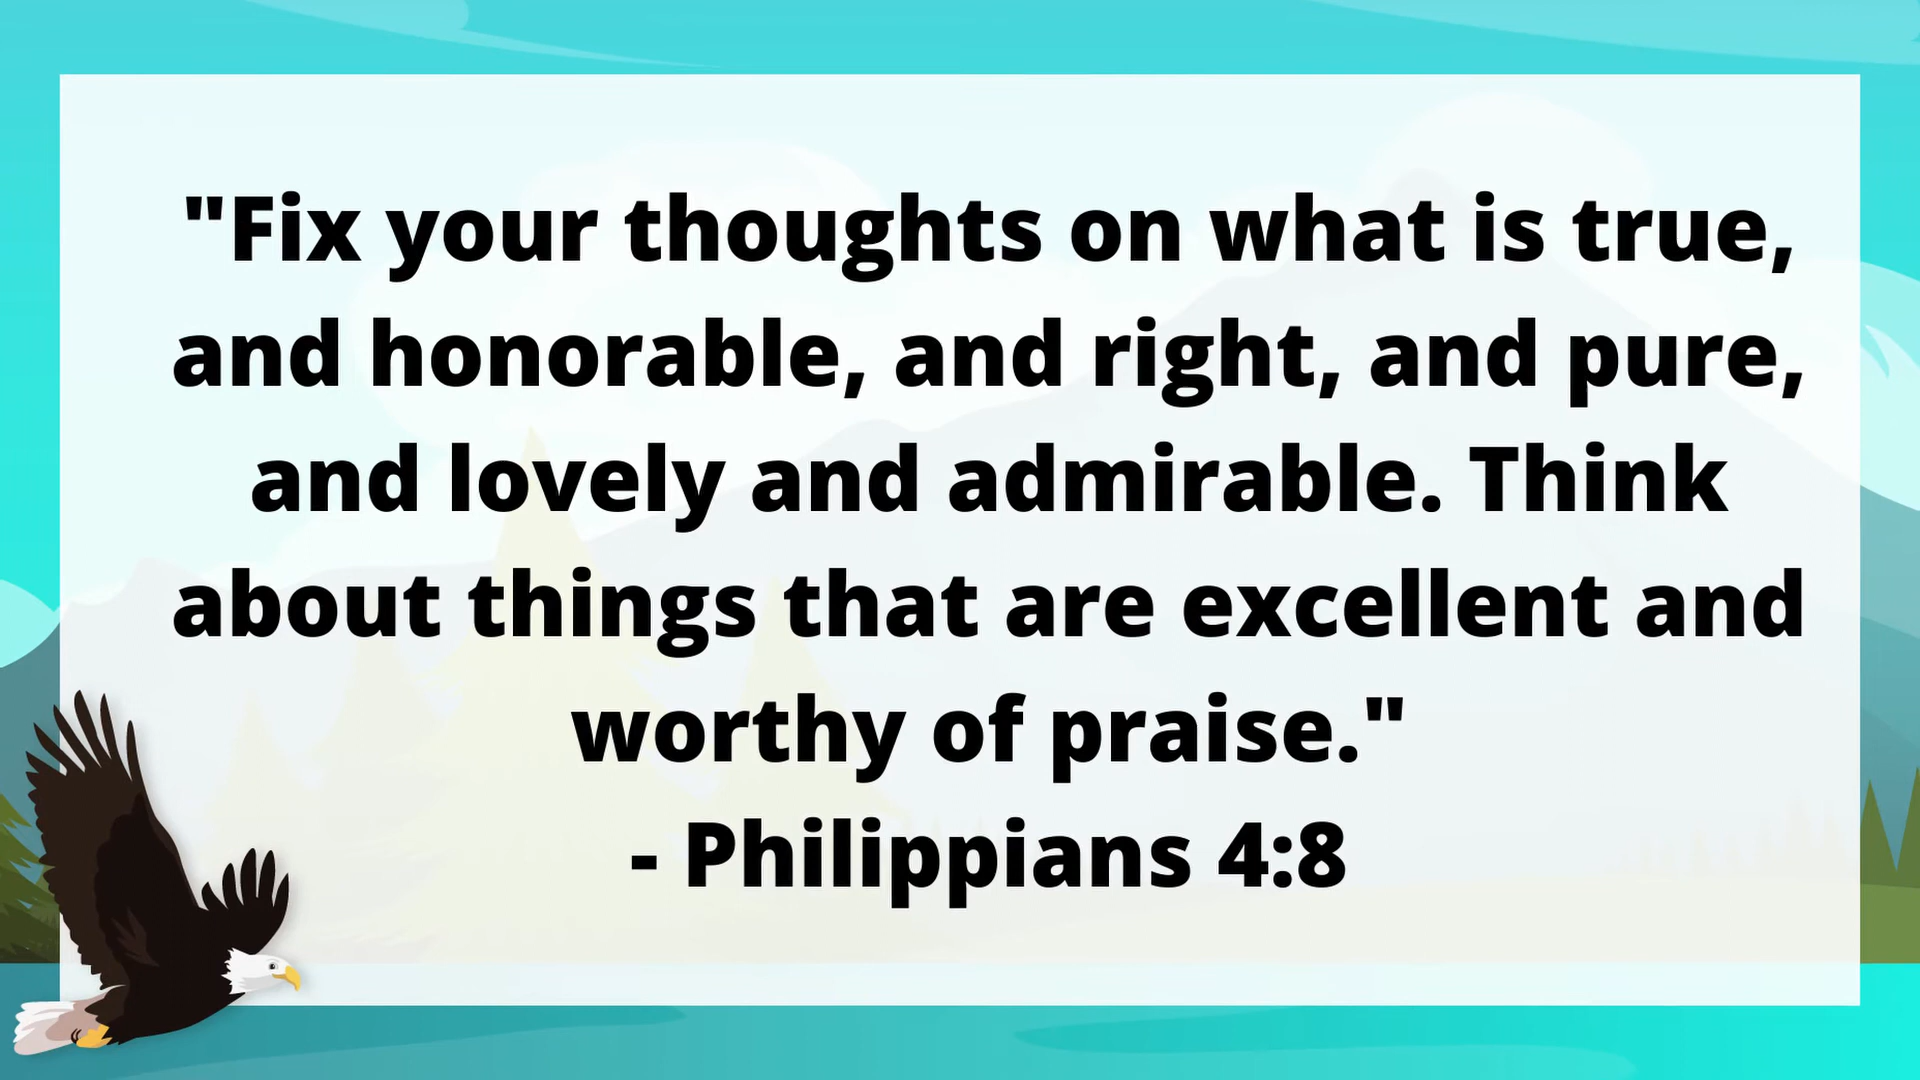 "Fix your thoughts on what is true,
and honorable, and right, and pure,
and lovely and admirable. Think
about things that are excellent and
worthy of praise."
- Philippians 4:8